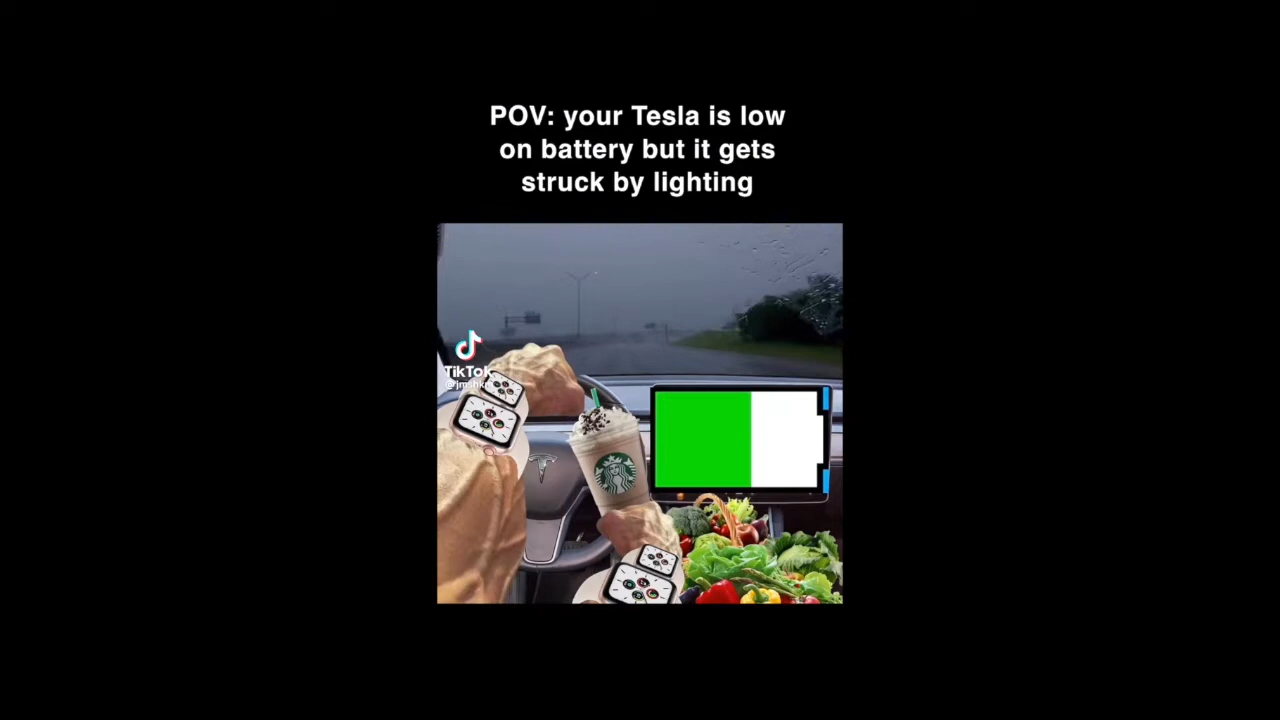 POV: your Tesla is low
on battery but it gets
struck by lighting
TikTok